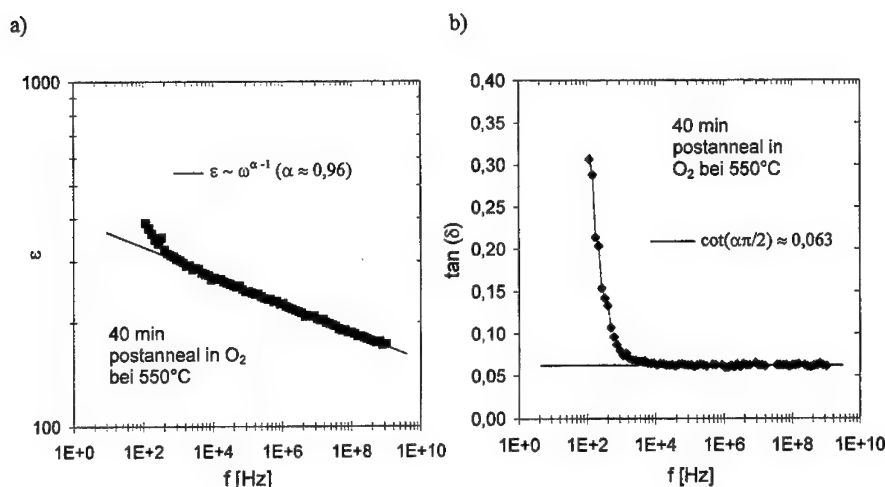 a)
1000
ε
100
ε ~ ω^α-1 (α ≈ 0,96)
40 min
postanneal in O₂
bei 550°C
1E+0 1E+2 1E+4 1E+6 1E+8 1E+10
f [Hz]
b)
0,40
0,35
0,30
0,25
0,20
0,15
0,10
0,05
0,00
tan (δ)
40 min
postanneal in
O₂ bei 550°C
cot(απ/2) ≈ 0,063
1E+0 1E+2 1E+4 1E+6 1E+8 1E+10
f [Hz]